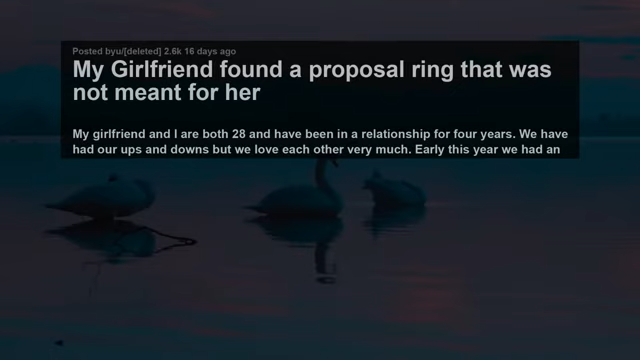 Posted byu/[deleted] 2.6k 16 days ago
My Girlfriend found a proposal ring that was
not meant for her
My girlfriend and I are both 28 and have been in a relationship for four years. We have
had our ups and downs but we love each other very much. Early this year we had an